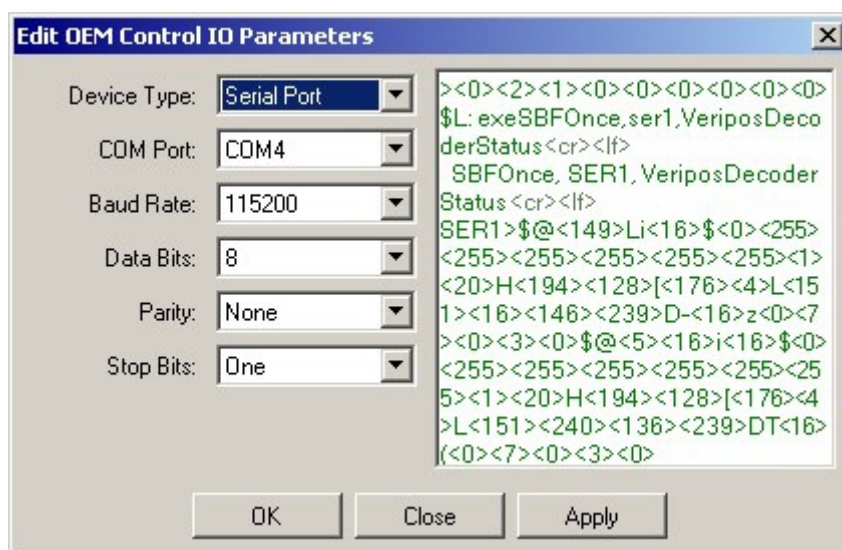 Edit OEM Control IO Parameters
Device Type: Serial Port
COM Port: COM4
Baud Rate: 115200
Data Bits: 8
Parity: None
Stop Bits: One
><0><2><1><0><0><0><0><0><0>
$L: exeSBFOnce,ser1,VeriposDeco
derStatus<cr><lf>
SBFOnce, SER1, VeriposDecoder
Status<cr><lf>
SER1>$@<149>Li<16>$<0><255>
<255><255><255><255><255><1>
<20>H<194><128>[<176><4>L<15
1><16><146><239>D-<16>z<0><7
><0><3><0>$@<5><16>i<16>$<0>
<255><255><255><255><255><25
5><1><20>H<194><128>[<176><4
>L<151><240><136><239>DT<16>
(<0><7><0><3><0>
OK Close Apply